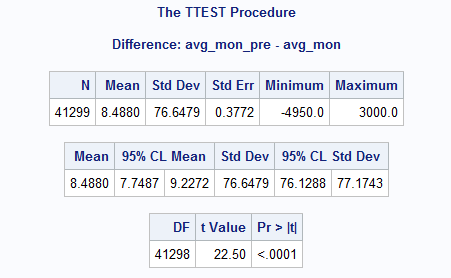 The TTEST Procedure
Difference: avg_mon_pre - avg_mon
N Mean Std Dev Std Err Minimum Maximum
41299 8.4880 76.6479 0.3772 -4950.0 3000.0
Mean 95% CL Mean Std Dev 95% CL Std Dev
8.4880 7.7487 9.2272 76.6479 76.1288 77.1743
DF t Value Pr > |t|
41298 22.50 <.0001